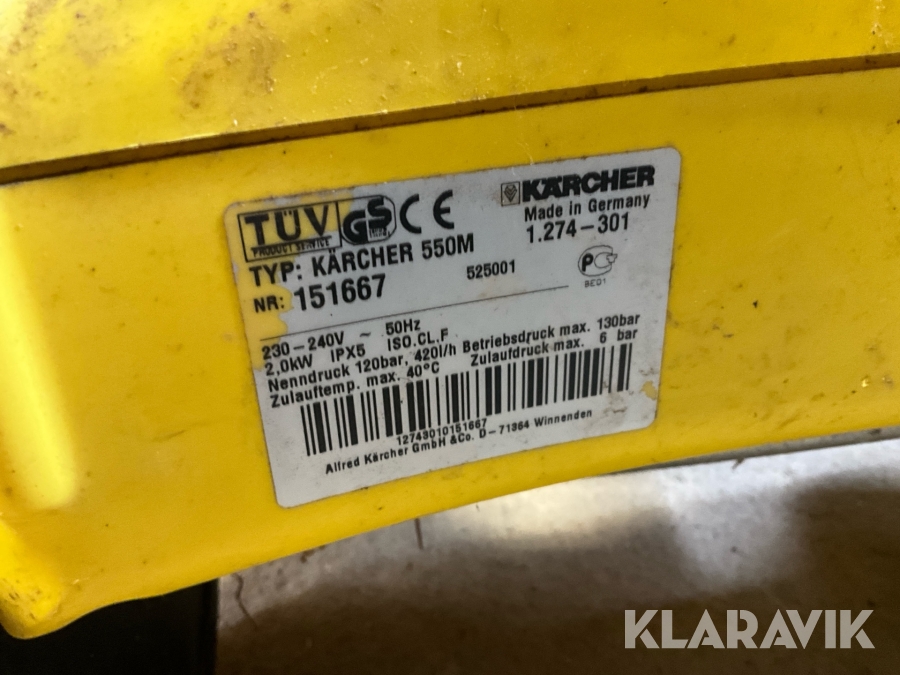 TÜV
PRODUCT SERVICE
GS
CE
KÄRCHER
Made in Germany
1.274-301
TYP: KÄRCHER 550M
NR: 151667
525001
BE01
230-240V ~ 50Hz
2,0kW IPX5 ISO.CL.F
Nenndruck 120bar, 420l/h Betriebsdruck max. 130bar
Zulauftemp. max. 40°C Zulaufdruck max. 6 bar
12743010151667
Alfred Kärcher GmbH &Co. D-71364 Winnenden
KLARAVIK